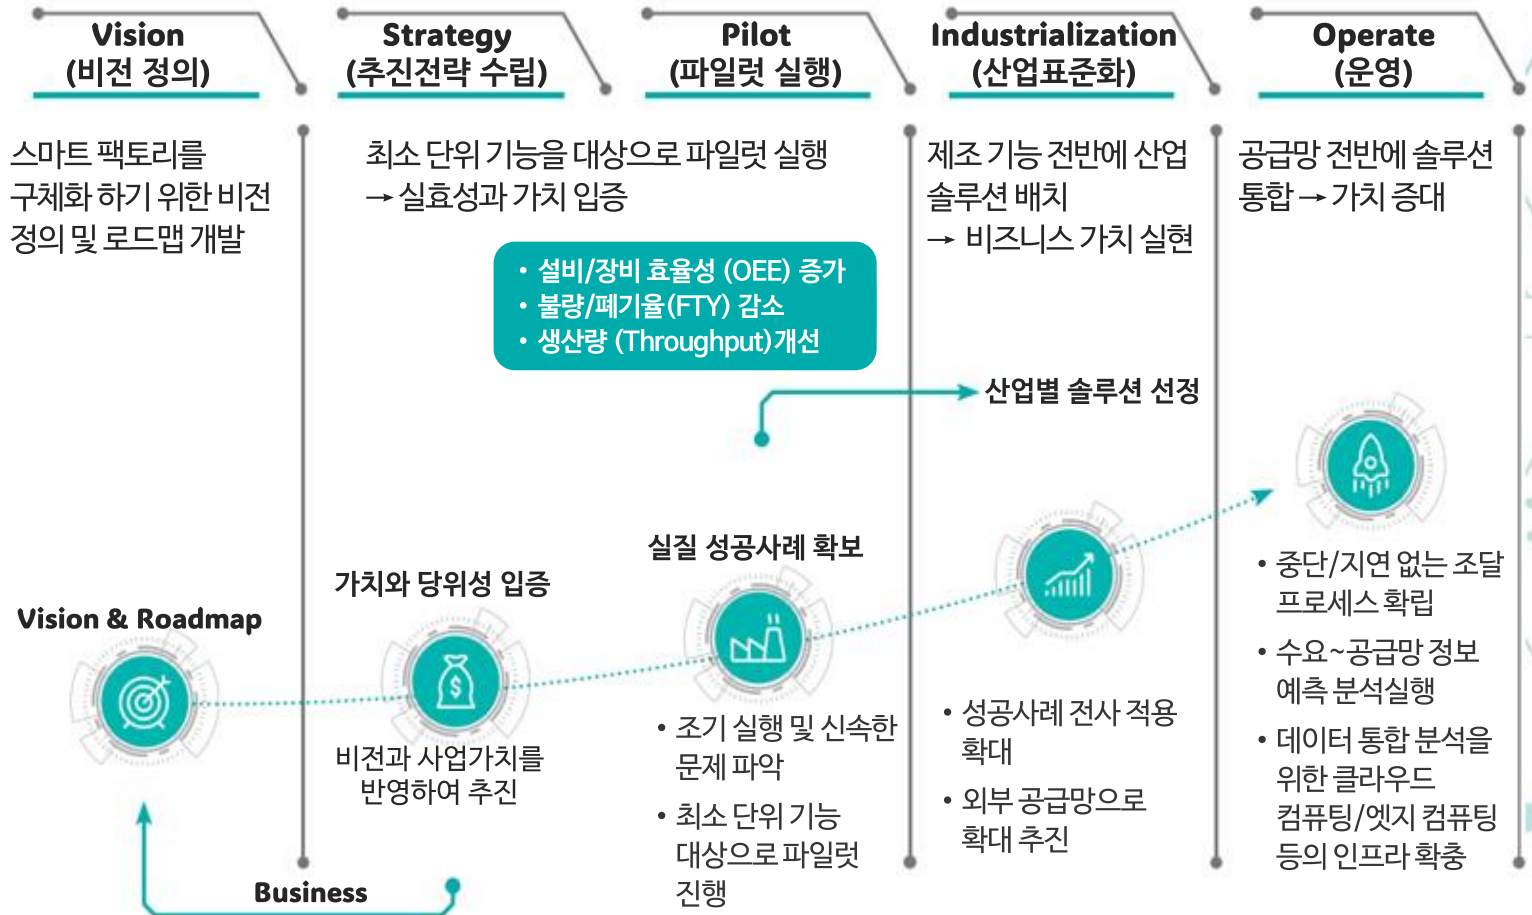 Vision
(비전 정의)
Strategy
(추진전략 수립)
Pilot
(파일럿 실행)
Industrialization
(산업표준화)
Operate
(운영)
스마트 팩토리를
구체화 하기 위한 비전
정의 및 로드맵 개발
최소 단위 기능을 대상으로 파일럿 실행
→ 실효성과 가치 입증
제조 기능 전반에 산업
솔루션 배치
→ 비즈니스 가치 실현
공급망 전반에 솔루션
통합 → 가치 증대
• 설비/장비 효율성 (OEE) 증가
• 불량/폐기율(FTY) 감소
• 생산량 (Throughput)개선
산업별 솔루션 선정
Vision & Roadmap
가치와 당위성 입증
$
비전과 사업가치를
반영하여 추진
실질 성공사례 확보
• 조기 실행 및 신속한
문제 파악
• 최소 단위 기능
대상으로 파일럿
진행
• 성공사례 전사 적용
확대
• 외부 공급망으로
확대 추진
• 중단/지연 없는 조달
프로세스 확립
• 수요~공급망 정보
예측 분석실행
• 데이터 통합 분석을
위한 클라우드
컴퓨팅/엣지 컴퓨팅
등의 인프라 확충
Business